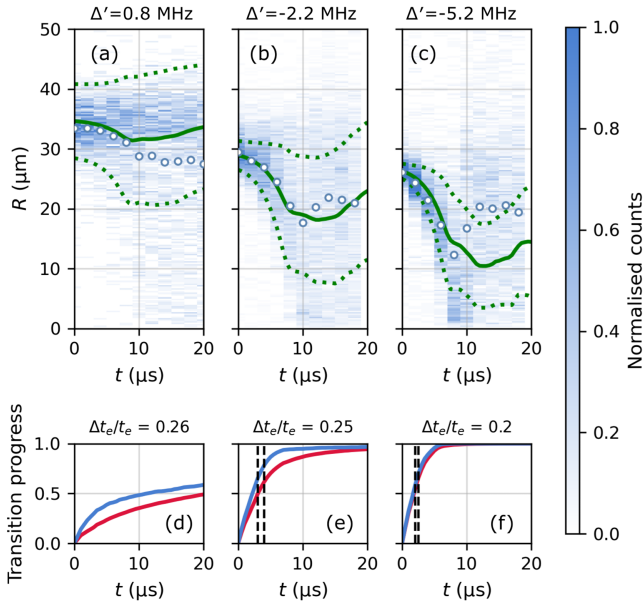 Δ′=0.8 MHz Δ′=-2.2 MHz Δ′=-5.2 MHz
(a) (b) (c)
R (μm)
50
40
30
20
10
0
0 10 20 0 10 20 0 10 20
t (μs) t (μs) t (μs)
Δtₑ/tₑ = 0.26 Δtₑ/tₑ = 0.25 Δtₑ/tₑ = 0.2
Transition progress
1.0
0.5
0.0
(d) (e) (f)
0 10 20 0 10 20 0 10 20
t (μs) t (μs) t (μs)
1.0
0.8
0.6
0.4
0.2
0.0
Normalised counts